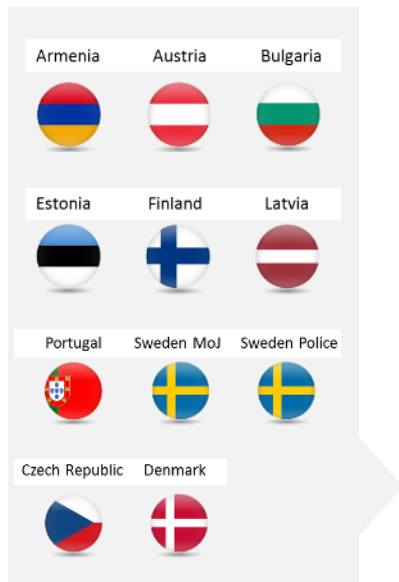 Armenia Austria Bulgaria
Estonia Finland Latvia
Portugal Sweden MoJ Sweden Police
Czech Republic Denmark